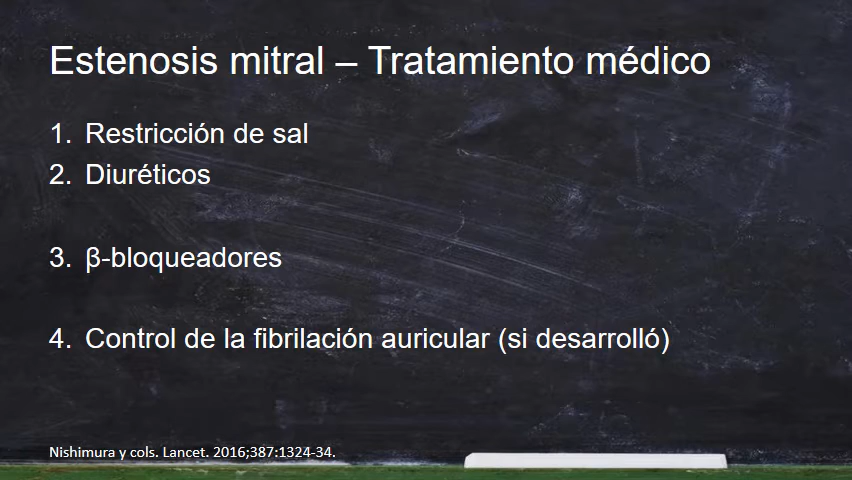 Estenosis mitral – Tratamiento médico
1. Restricción de sal
2. Diuréticos
3. β-bloqueadores
4. Control de la fibrilación auricular (si desarrolló)
Nishimura y cols. Lancet. 2016;387:1324-34.